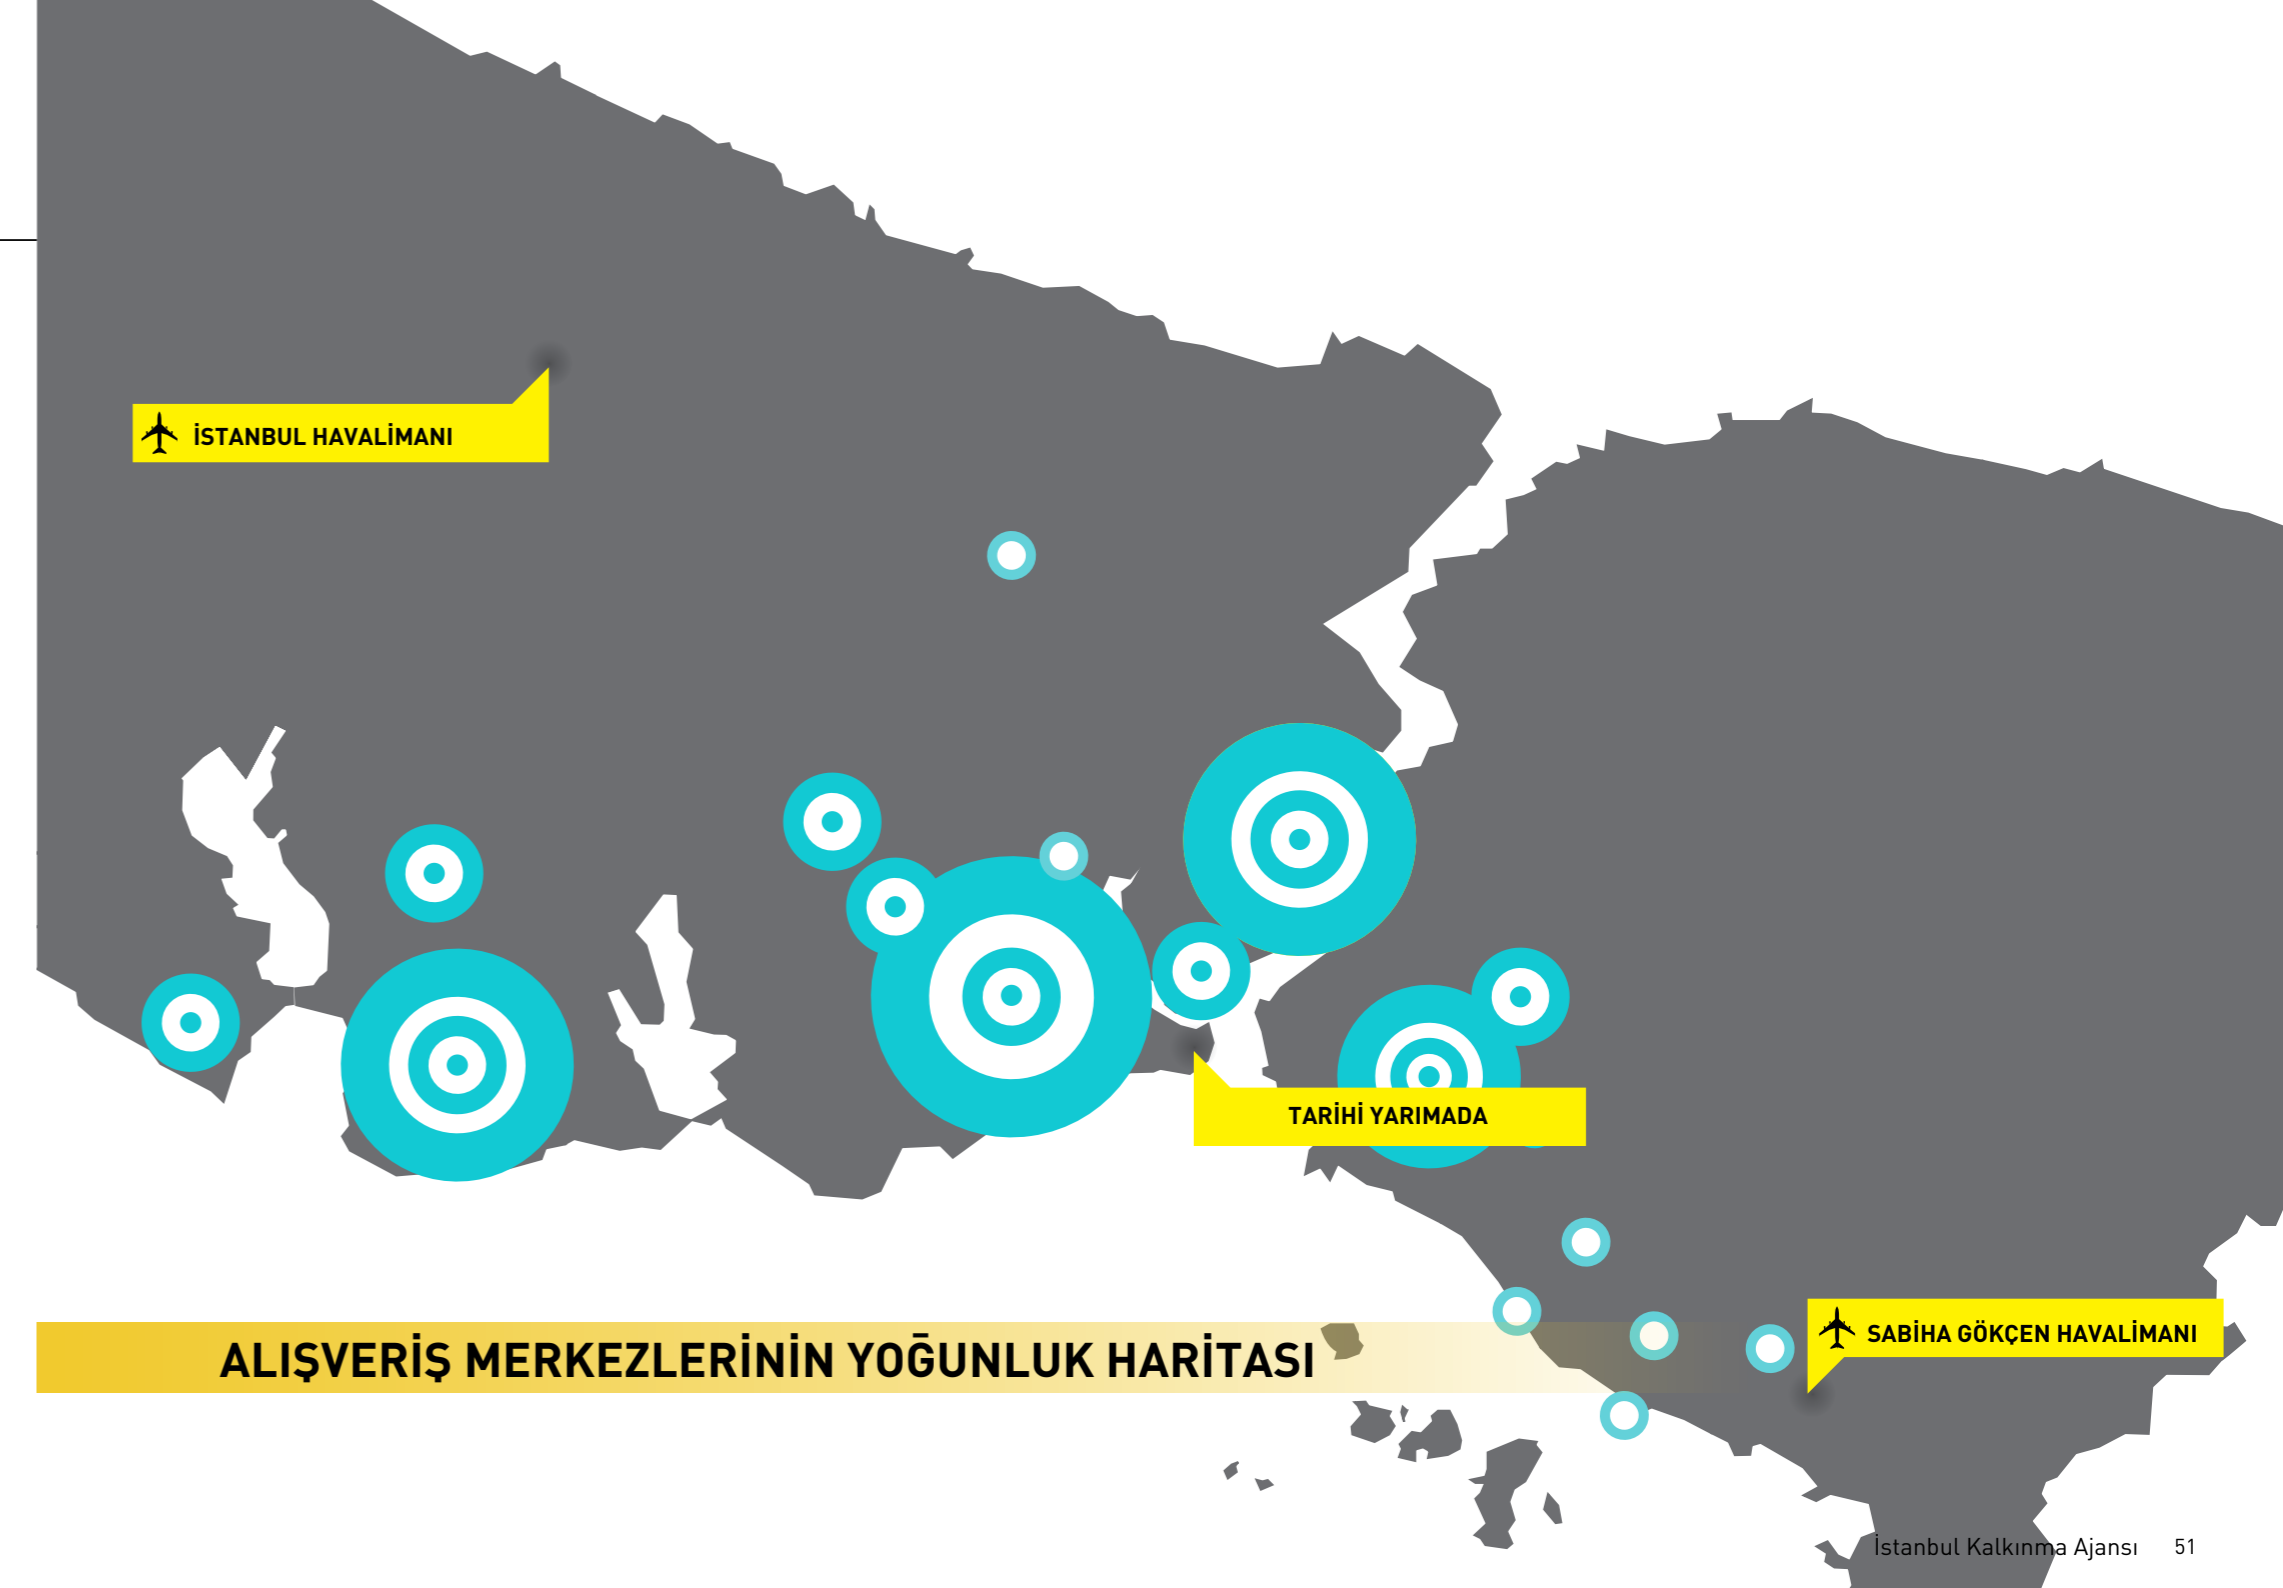 İSTANBUL HAVALİMANI
TARİHİ YARIMADA
SABİHA GÖKÇEN HAVALİMANI
ALIŞVERİŞ MERKEZLERİNİN YOĞUNLUK HARİTASI
İstanbul Kalkınma Ajansı 51